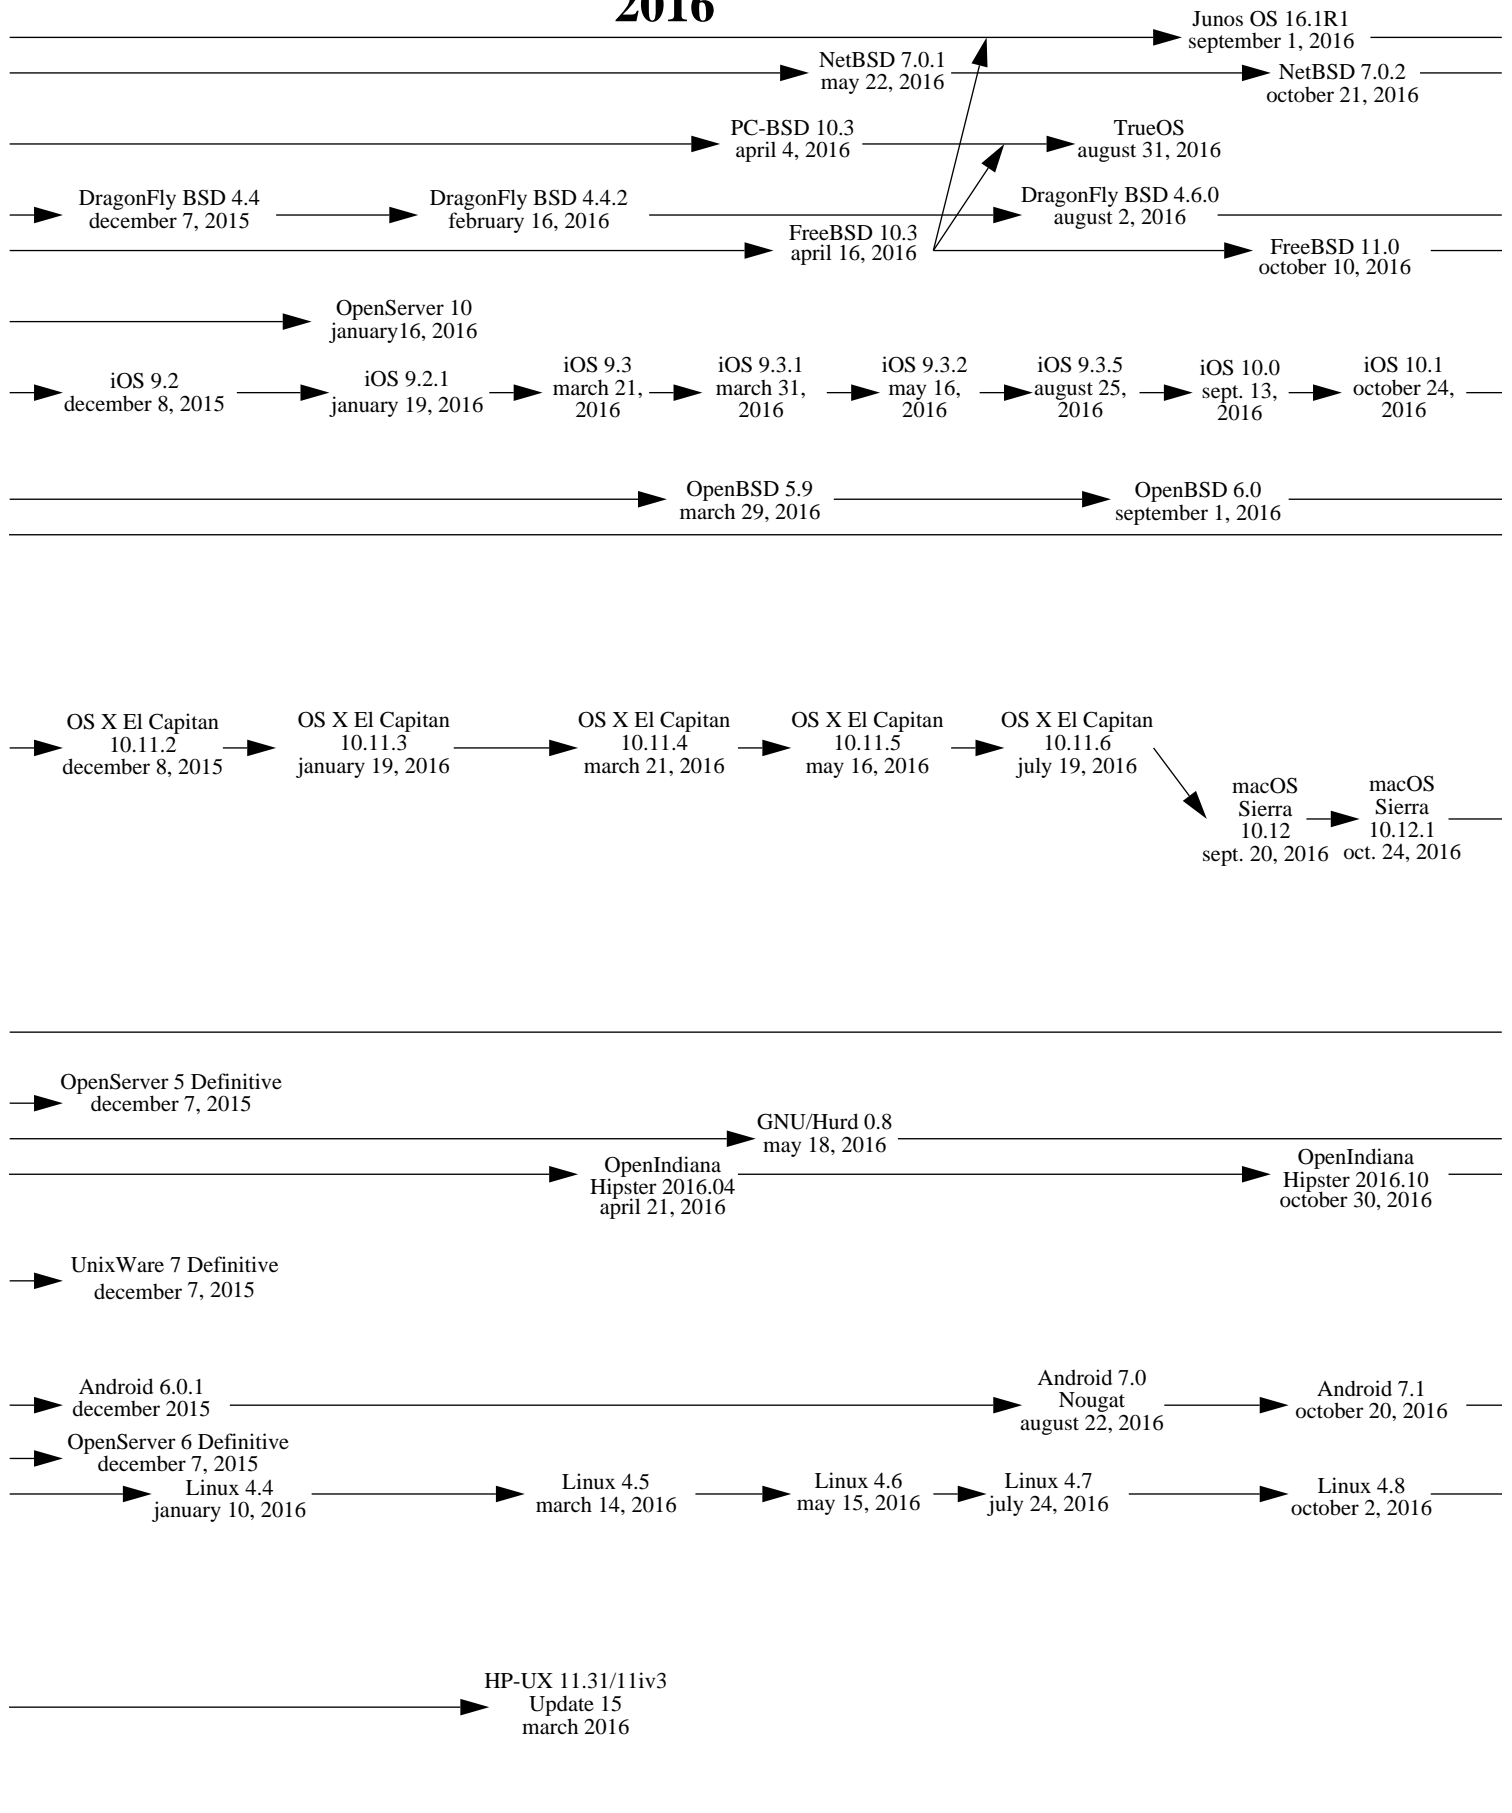 2016
Junos OS 16.1R1
september 1, 2016
NetBSD 7.0.1
may 22, 2016
NetBSD 7.0.2
october 21, 2016
PC-BSD 10.3
april 4, 2016
TrueOS
august 31, 2016
DragonFly BSD 4.4
december 7, 2015
DragonFly BSD 4.4.2
february 16, 2016
DragonFly BSD 4.6.0
august 2, 2016
FreeBSD 10.3
april 16, 2016
FreeBSD 11.0
october 10, 2016
OpenServer 10
january16, 2016
iOS 9.2
december 8, 2015
iOS 9.2.1
january 19, 2016
iOS 9.3
march 21,
2016
iOS 9.3.1
march 31,
2016
iOS 9.3.2
may 16,
2016
iOS 9.3.5
august 25,
2016
iOS 10.0
sept. 13,
2016
iOS 10.1
october 24,
2016
OpenBSD 5.9
march 29, 2016
OpenBSD 6.0
september 1, 2016
OS X El Capitan
10.11.2
december 8, 2015
OS X El Capitan
10.11.3
january 19, 2016
OS X El Capitan
10.11.4
march 21, 2016
OS X El Capitan
10.11.5
may 16, 2016
OS X El Capitan
10.11.6
july 19, 2016
macOS
Sierra
10.12
sept. 20, 2016
macOS
Sierra
10.12.1
oct. 24, 2016
OpenServer 5 Definitive
december 7, 2015
GNU/Hurd 0.8
may 18, 2016
OpenIndiana
Hipster 2016.04
april 21, 2016
OpenIndiana
Hipster 2016.10
october 30, 2016
UnixWare 7 Definitive
december 7, 2015
Android 6.0.1
december 2015
Android 7.0
Nougat
august 22, 2016
Android 7.1
october 20, 2016
OpenServer 6 Definitive
december 7, 2015
Linux 4.4
january 10, 2016
Linux 4.5
march 14, 2016
Linux 4.6
may 15, 2016
Linux 4.7
july 24, 2016
Linux 4.8
october 2, 2016
HP-UX 11.31/11iv3
Update 15
march 2016